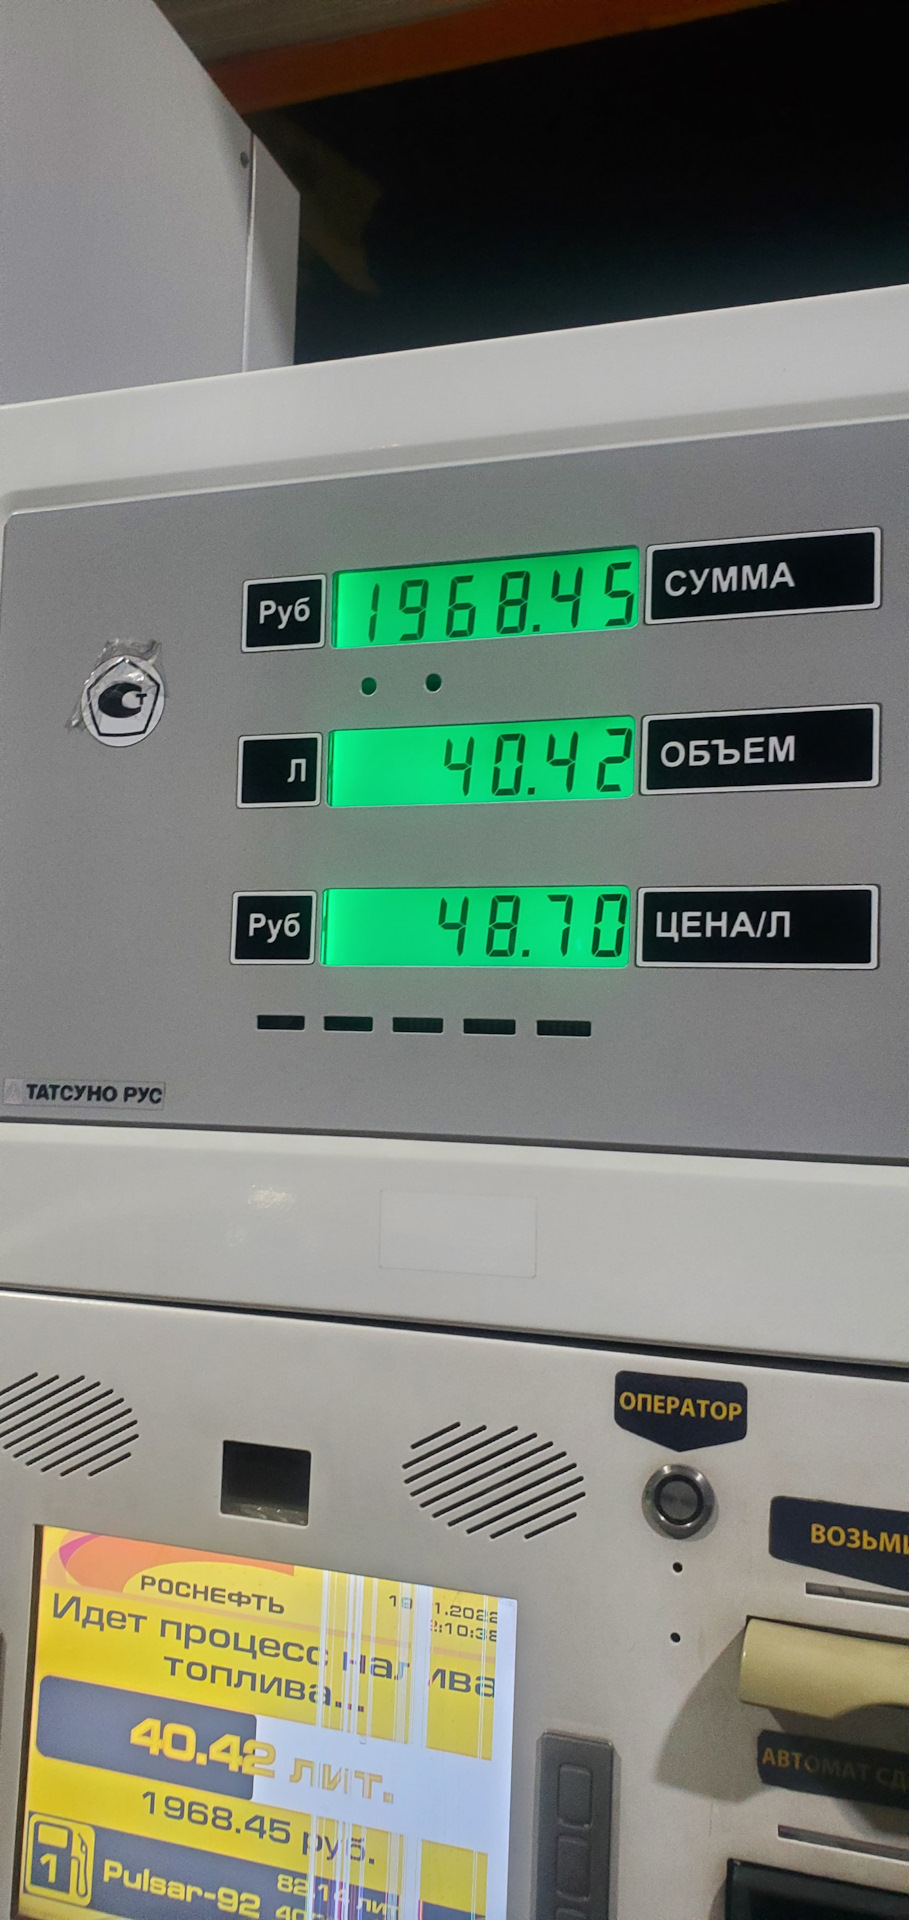 Руб 1968.45 СУММА
Л 40.42 ОБЪЕМ
Руб 48.70 ЦЕНА/Л
ТАТСУНО РУС
ОПЕРАТОР
РОСНЕФТЬ
Идет процесс
топлива...
40.42 лит.
1968.45 руб.
1 Pulsar-92